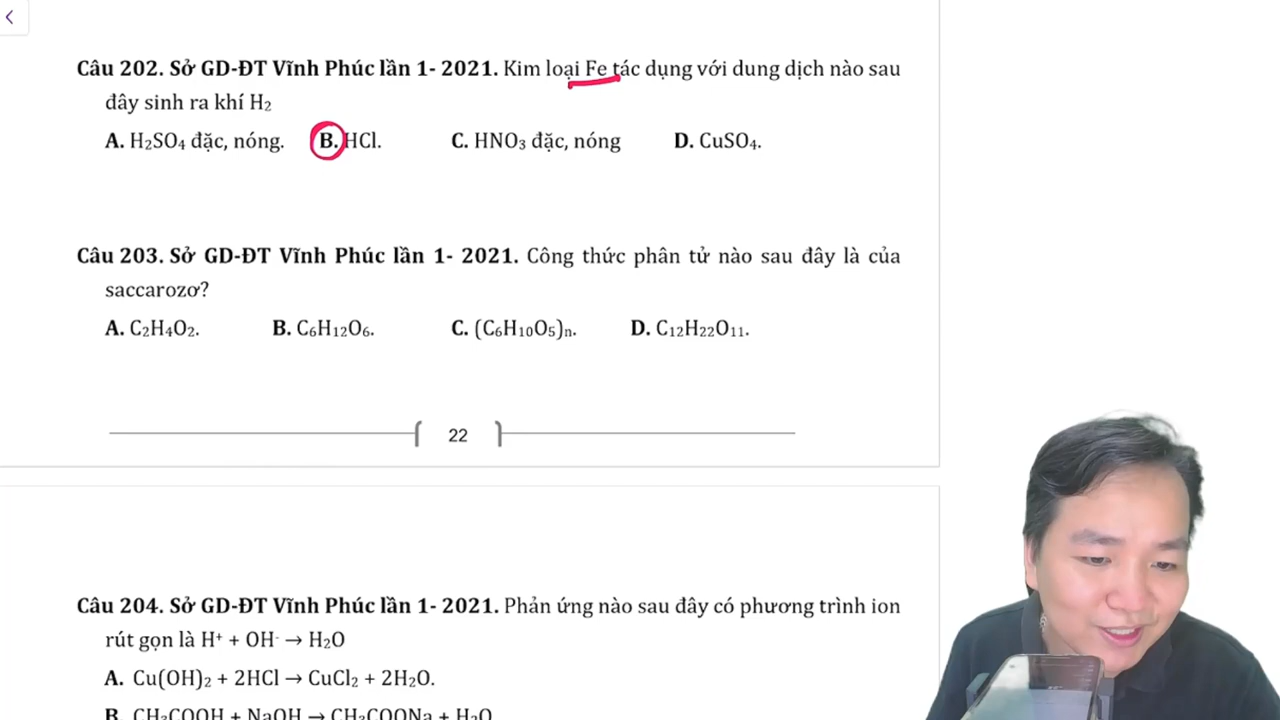 Câu 202. Sở GD-ĐT Vĩnh Phúc lần 1- 2021. Kim loại Fe tác dụng với dung dịch nào sau
đây sinh ra khí H₂
A. H₂SO₄ đặc, nóng. B. HCl. C. HNO₃ đặc, nóng D. CuSO₄.
Câu 203. Sở GD-ĐT Vĩnh Phúc lần 1- 2021. Công thức phân tử nào sau đây là của
saccarozơ?
A. C₂H₄O₂. B. C₆H₁₂O₆. C. (C₆H₁₀O₅)ₙ. D. C₁₂H₂₂O₁₁.
22
Câu 204. Sở GD-ĐT Vĩnh Phúc lần 1- 2021. Phản ứng nào sau đây có phương trình ion
rút gọn là H⁺ + OH⁻ → H₂O
A. Cu(OH)₂ + 2HCl → CuCl₂ + 2H₂O.
B. CH₃COOH + NaOH → CH₃COONa + H₂O